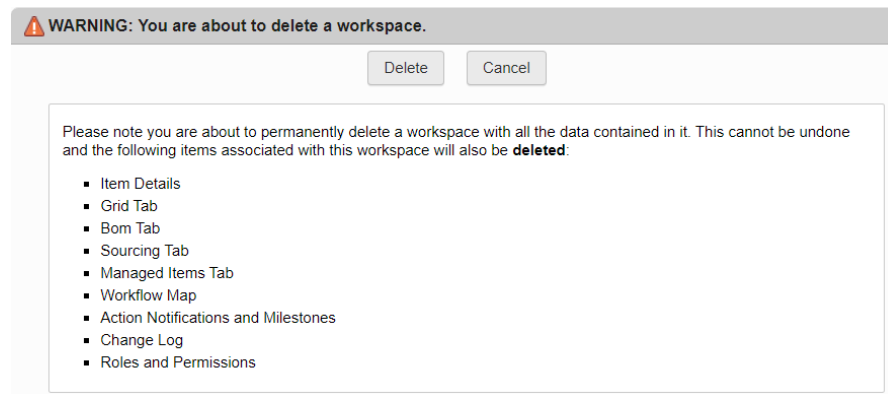 WARNING: You are about to delete a workspace.
Delete Cancel
Please note you are about to permanently delete a workspace with all the data contained in it. This cannot be undone
and the following items associated with this workspace will also be deleted:
Item Details
Grid Tab
Bom Tab
Sourcing Tab
Managed Items Tab
Workflow Map
Action Notifications and Milestones
Change Log
Roles and Permissions